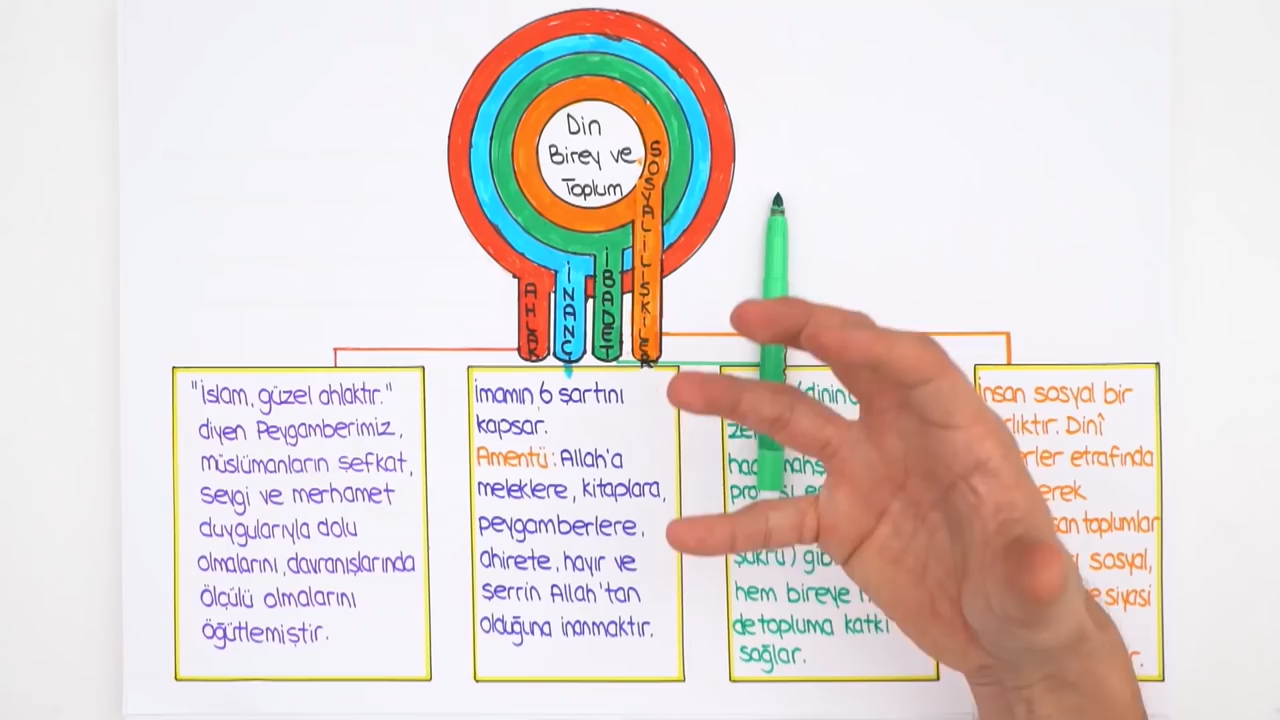 Din
Birey ve
Toplum
AHLAK
İNANÇ
İBADET
SOSYAL İLİŞKİLER
"İslam, güzel ahlaktır."
diyen Peygamberimiz,
müslümanların şefkat,
sevgi ve merhamet
duygularıyla dolu
olmalarını, davranışlarında
ölçülü olmalarını
öğütlemiştir.
İmanın 6 şartını
kapsar.
Amentü: Allah'a
meleklere, kitaplara,
peygamberlere,
ahirete, hayır ve
şerrin Allah'tan
olduğuna inanmaktır.
şükrü) gib
hem bireye
de topluma katkı
sağlar.
İnsan sosyal bir
Dinî
etrafında
toplumlar
sosyal,
siyasi